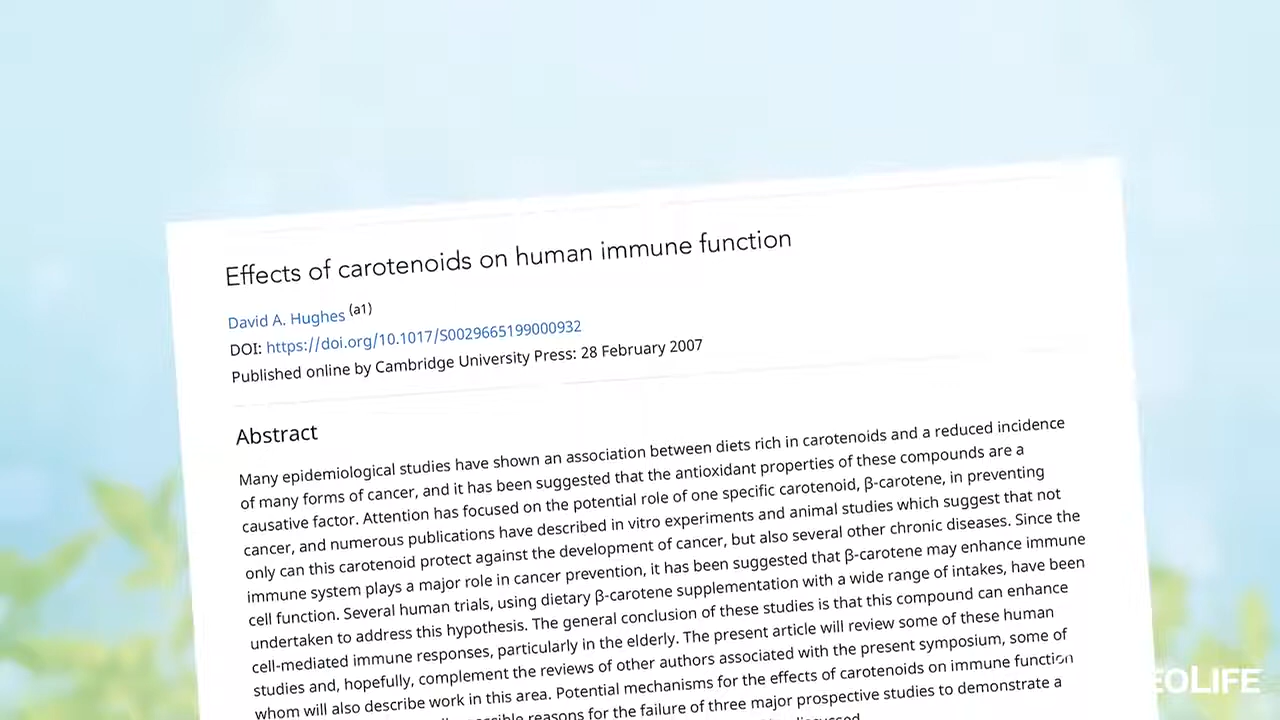 Effects of carotenoids on human immune function
David A. Hughes (a1)
DOI: https://doi.org/10.1017/S0029665199000932
Published online by Cambridge University Press: 28 February 2007
Abstract
Many epidemiological studies have shown an association between diets rich in carotenoids and a reduced incidence
of many forms of cancer, and it has been suggested that the antioxidant properties of these compounds are a
causative factor. Attention has focused on the potential role of one specific carotenoid, β-carotene, in preventing
cancer, and numerous publications have described in vitro experiments and animal studies which suggest that not
only can this carotenoid protect against the development of cancer, but also several other chronic diseases. Since the
immune system plays a major role in cancer prevention, it has been suggested that β-carotene may enhance immune
cell function. Several human trials, using dietary β-carotene supplementation with a wide range of intakes, have been
undertaken to address this hypothesis. The general conclusion of these studies is that this compound can enhance
cell-mediated immune responses, particularly in the elderly. The present article will review some of these human
studies and, hopefully, complement the reviews of other authors associated with the present symposium, some of
whom will also describe work in this area. Potential mechanisms for the effects of carotenoids on immune function
reasons for the failure of three major prospective studies to demonstrate a
EOLIFE